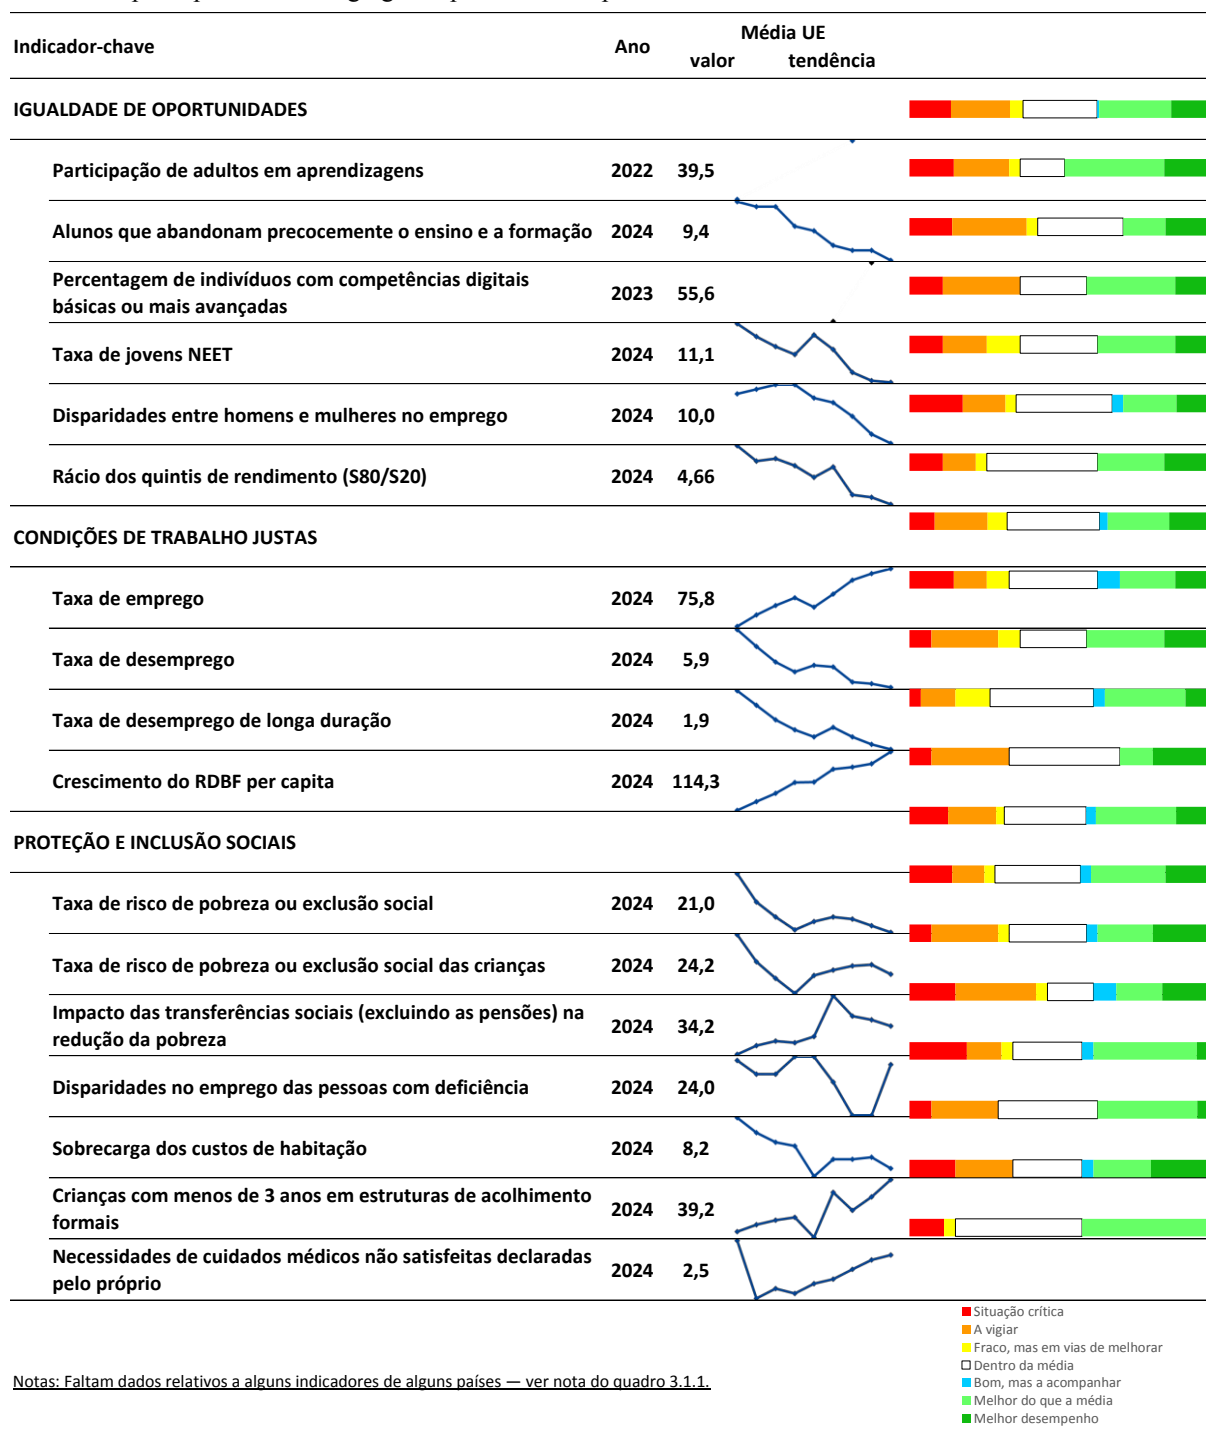 Indicador-chave Ano Média UE
valor tendência
IGUALDADE DE OPORTUNIDADES
Participação de adultos em aprendizagens 2022 39,5
Alunos que abandonam precocemente o ensino e a formação 2024 9,4
Percentagem de indivíduos com competências digitais
básicas ou mais avançadas 2023 55,6
Taxa de jovens NEET 2024 11,1
Disparidades entre homens e mulheres no emprego 2024 10,0
Rácio dos quintis de rendimento (S80/S20) 2024 4,66
CONDIÇÕES DE TRABALHO JUSTAS
Taxa de emprego 2024 75,8
Taxa de desemprego 2024 5,9
Taxa de desemprego de longa duração 2024 1,9
Crescimento do RDBF per capita 2024 114,3
PROTEÇÃO E INCLUSÃO SOCIAIS
Taxa de risco de pobreza ou exclusão social 2024 21,0
Taxa de risco de pobreza ou exclusão social das crianças 2024 24,2
Impacto das transferências sociais (excluindo as pensões) na
redução da pobreza 2024 34,2
Disparidades no emprego das pessoas com deficiência 2024 24,0
Sobrecarga dos custos de habitação 2024 8,2
Crianças com menos de 3 anos em estruturas de acolhimento
formais 2024 39,2
Necessidades de cuidados médicos não satisfeitas declaradas
pelo próprio 2024 2,5
Situação crítica
A vigiar
Fraco, mas em vias de melhorar
Dentro da média
Bom, mas a acompanhar
Melhor do que a média
Melhor desempenho
Notas: Faltam dados relativos a alguns indicadores de alguns países — ver nota do quadro 3.1.1.